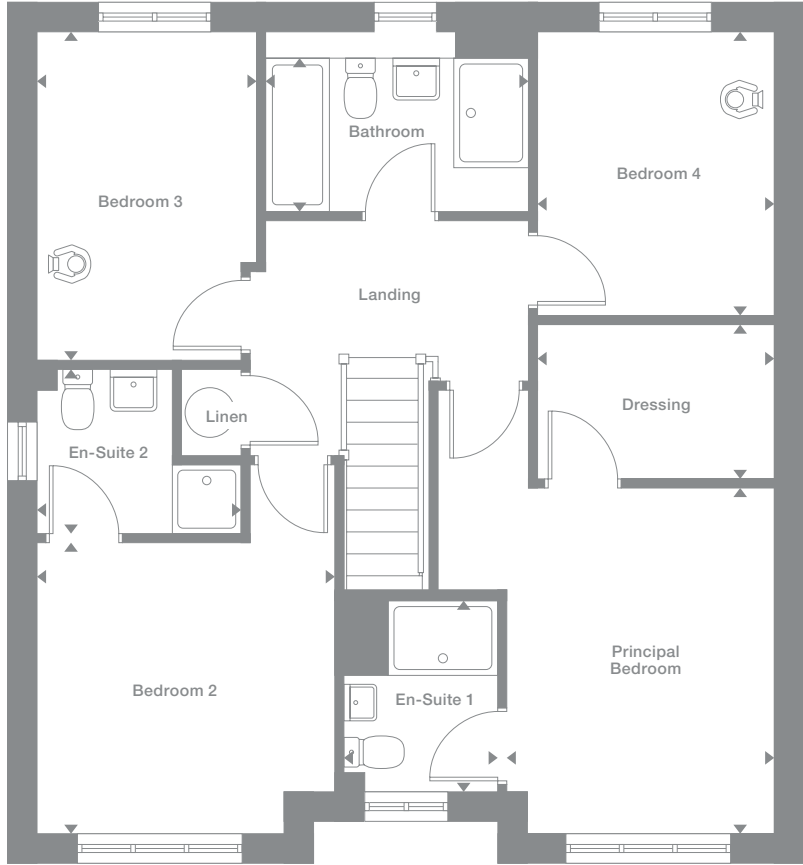 Bathroom
Bedroom 4
Bedroom 3
Landing
Dressing
Linen
En-Suite 2
Principal
Bedroom
Bedroom 2
En-Suite 1